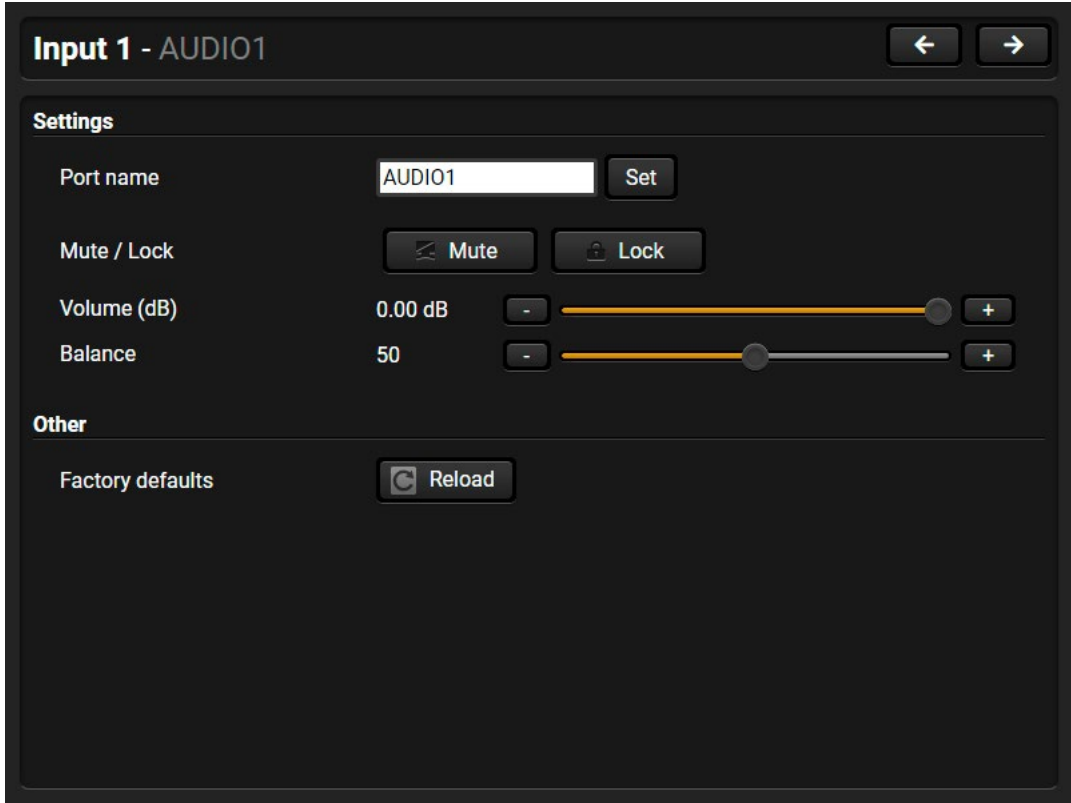 Input 1 - AUDIO1
Settings
Port name AUDIO1 Set
Mute / Lock Mute Lock
Volume (dB) 0.00 dB - +
Balance 50 - +
Other
Factory defaults Reload